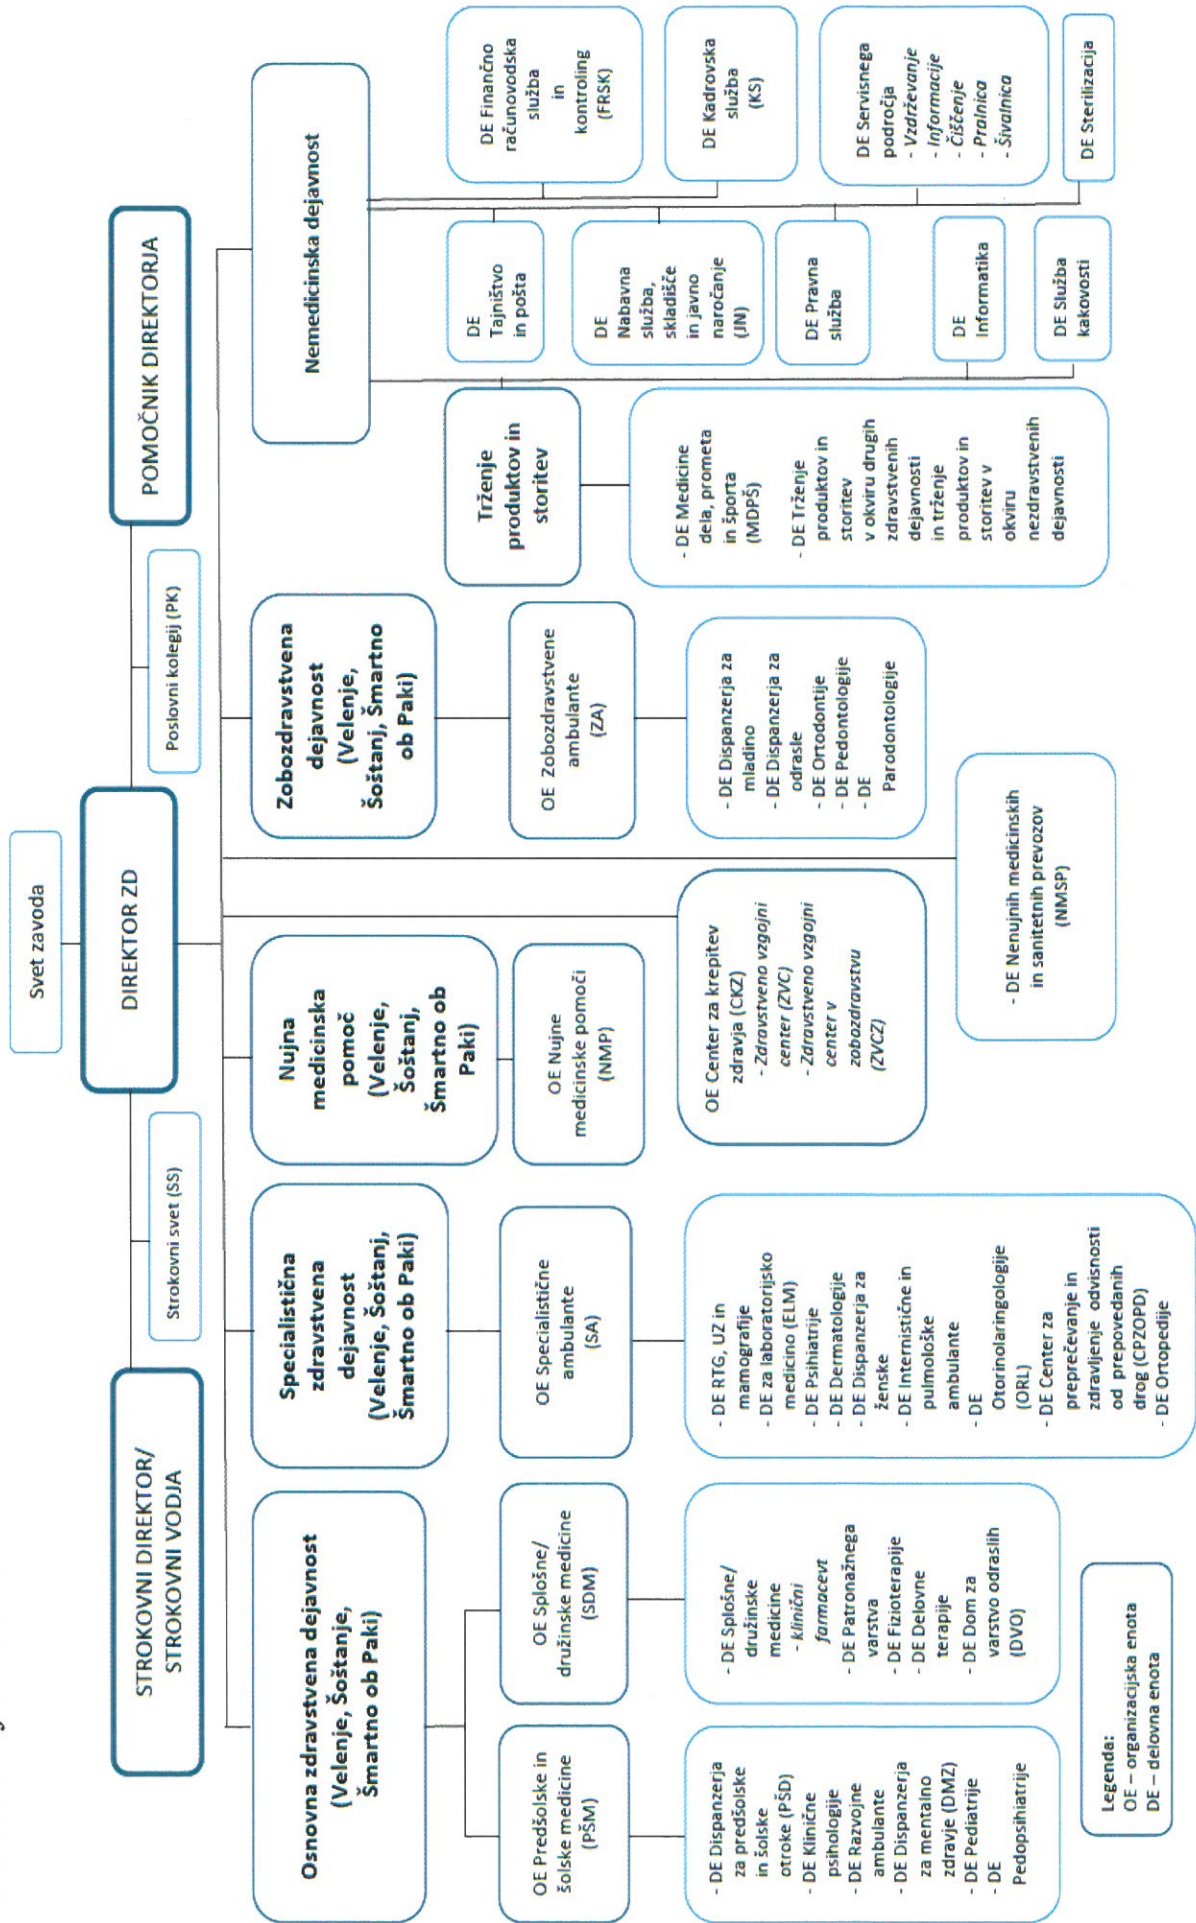 Svet zavoda
DIREKTOR ZD
STROKOVNI DIREKTOR/
STROKOVNI VODJA
Strokovni svet (SS)
Poslovni kolegij (PK)
POMOČNIK DIREKTORJA
Osnovna zdravstvena dejavnost
(Velenje, Šoštanje,
Šmartno ob Paki)
Specialistična
zdravstvena
dejavnost
(Velenje, Šoštanj,
Šmartno ob Paki)
Nujna
medicinska
pomoč
(Velenje,
Šoštanj,
Šmartno ob
Paki)
Zobozdravstvena
dejavnost
(Velenje,
Šoštanj, Šmartno
ob Paki)
Nemedicinska dejavnost
OE Predšolske in
šolske medicine
(PŠM)
OE Splošne/
družinske medicine
(SDM)
OE Specialistične
ambulante
(SA)
OE Nujne
medicinske pomoči
(NMP)
OE Zobozdravstvene
ambulante
(ZA)
Trženje
produktov in
storitev
DE
Tajništvo
in pošta
DE
Nabavna
služba,
skladišče
in javno
naročanje
(JN)
DE Pravna
služba
DE
Informatika
DE Služba
kakovosti
DE Finančno
računovodska
služba
in
kontroling
(FRSK)
DE Kadrovska
služba
(KS)
DE Servisnega
področja
- Vzdrževanje
- Informacije
- Čiščenje
- Pralnica
- Šivalnica
DE Sterilizacija
- DE Dispanzerja
za predšolske
in šolske
otroke (PŠD)
- DE Klinične
psihologije
- DE Razvojne
ambulante
- DE Dispanzerja
za mentalno
zdravje (DMZ)
- DE Pediatrije
- DE
Pedopsihiatrije
- DE Splošne/
družinske
medicine
- klinični
farmacevt
- DE Patronažnega
varstva
- DE Fizioterapije
- DE Delovne
terapije
- DE Dom za
varstvo odraslih
(DVO)
- DE RTG, UZ in
mamografije
- DE za laboratorijsko
medicino (ELM)
- DE Psihiatrije
- DE Dermatologije
- DE Dispanzerja za
ženske
- DE Internistične in
pulmološke
ambulante
- DE
Otorinolaringologije
(ORL)
- DE Center za
preprečevanje in
zdravljenje odvisnosti
od prepovedanih
drog (CPZOPD)
- DE Ortopedije
OE Center za krepitev
zdravja (CKZ)
- Zdravstveno vzgojni
center (ZVC)
- Zdravstveno vzgojni
center v
zobozdravstvu
(ZVCZ)
- DE Dispanzerja za
mladino
- DE Dispanzerja za
odrasle
- DE Ortodontije
- DE Pedontologije
- DE
Parodontologije
- DE Medicine
dela, prometa
in športa
(MDPŠ)
- DE Trženje
produktov in
storitev
v okviru drugih
zdravstvenih
dejavnosti
in trženje
produktov in
storitev v
okviru
nezdravstvenih
dejavnosti
- DE Nenujnih medicinskih
in sanitetnih prevozov
(NMSP)
Legenda:
OE – organizacijska enota
DE – delovna enota